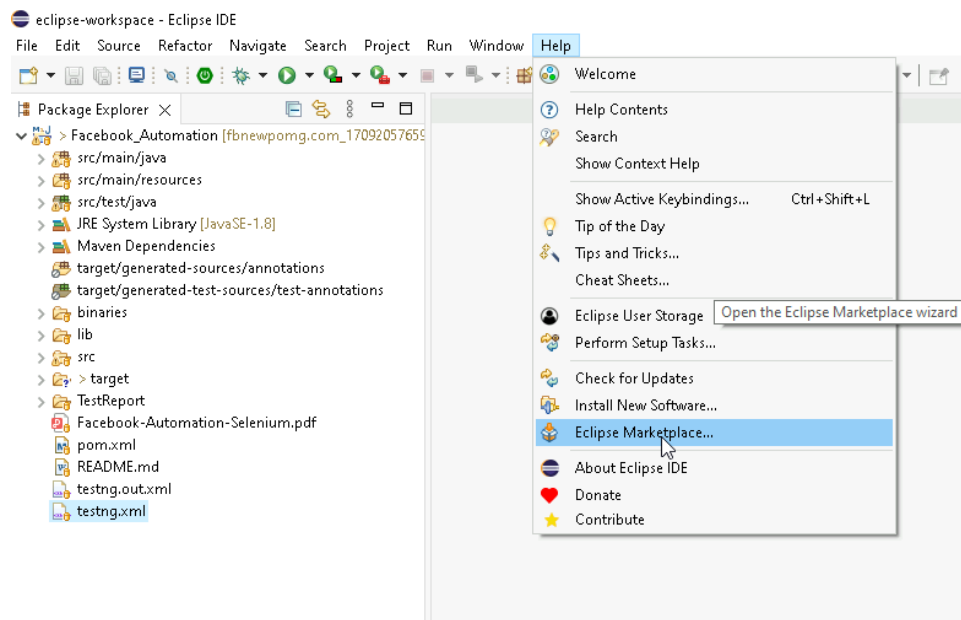 eclipse-workspace - Eclipse IDE
File Edit Source Refactor Navigate Search Project Run Window Help
Package Explorer
> Facebook_Automation [fbnewpomg.com_17092057659
src/main/java
src/main/resources
src/test/java
JRE System Library [JavaSE-1.8]
Maven Dependencies
target/generated-sources/annotations
target/generated-test-sources/test-annotations
binaries
lib
src
> target
TestReport
Facebook-Automation-Selenium.pdf
pom.xml
README.md
testng.out.xml
testng.xml
Welcome
Help Contents
Search
Show Context Help
Show Active Keybindings... Ctrl+Shift+L
Tip of the Day
Tips and Tricks...
Cheat Sheets...
Eclipse User Storage
Open the Eclipse Marketplace wizard
Perform Setup Tasks...
Check for Updates
Install New Software...
Eclipse Marketplace...
About Eclipse IDE
Donate
Contribute